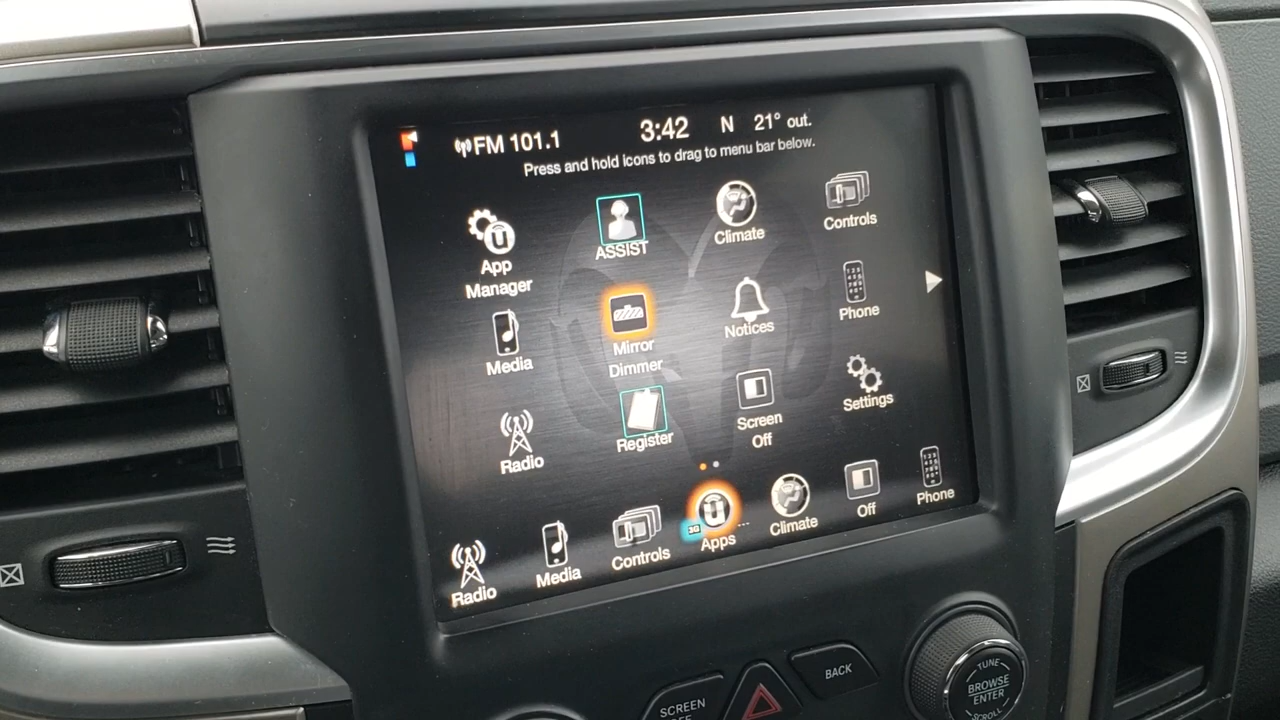 FM 101.1 3:42 N 21° out.
Press and hold icons to drag to menu bar below.
App
Manager
ASSIST
Climate
Controls
Media
Mirror
Dimmer
Notices
Phone
Radio
Register
Screen
Off
Settings
Radio
Media
Controls
3G
Apps
Climate
Off
Phone
SCREEN
OFF
BACK
TUNE
BROWSE
ENTER
SCROLL